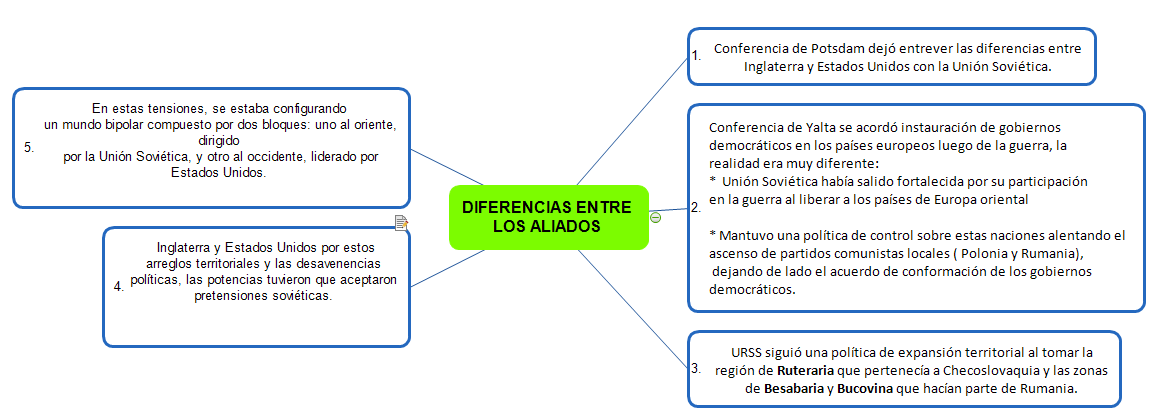 DIFERENCIAS ENTRE
LOS ALIADOS
1.
Conferencia de Potsdam dejó entrever las diferencias entre
Inglaterra y Estados Unidos con la Unión Soviética.
2.
Conferencia de Yalta se acordó instauración de gobiernos
democráticos en los países europeos luego de la guerra, la
realidad era muy diferente:
* Unión Soviética había salido fortalecida por su participación
en la guerra al liberar a los países de Europa oriental
* Mantuvo una política de control sobre estas naciones alentando el
ascenso de partidos comunistas locales ( Polonia y Rumania),
dejando de lado el acuerdo de conformación de los gobiernos
democráticos.
3.
URSS siguió una política de expansión territorial al tomar la
región de Ruteraria que pertenecía a Checoslovaquia y las zonas
de Besabaria y Bucovina que hacían parte de Rumania.
4.
Inglaterra y Estados Unidos por estos
arreglos territoriales y las desavenencias
políticas, las potencias tuvieron que aceptaron
pretensiones soviéticas.
5.
En estas tensiones, se estaba configurando
un mundo bipolar compuesto por dos bloques: uno al oriente,
dirigido
por la Unión Soviética, y otro al occidente, liderado por
Estados Unidos.